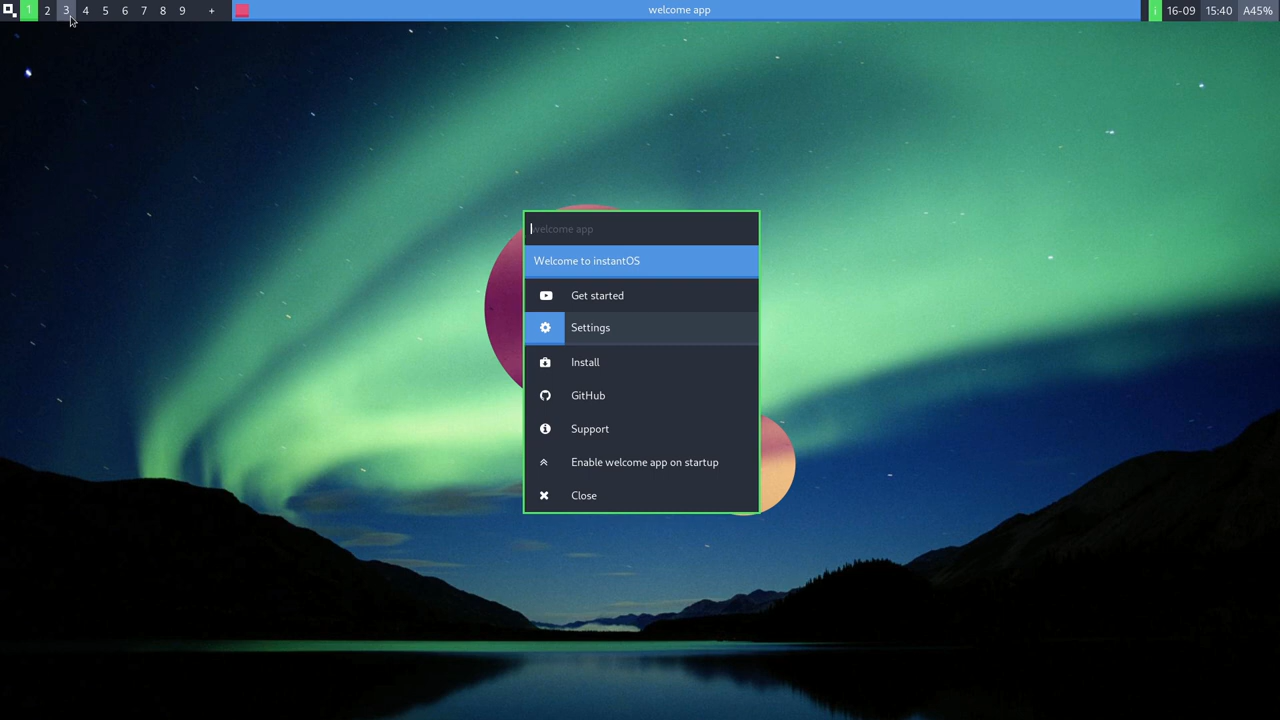 1 2 3 4 5 6 7 8 9 + welcome app i 16-09 15:40 A45%
welcome app
Welcome to instantOS
Get started
Settings
Install
GitHub
Support
Enable welcome app on startup
Close